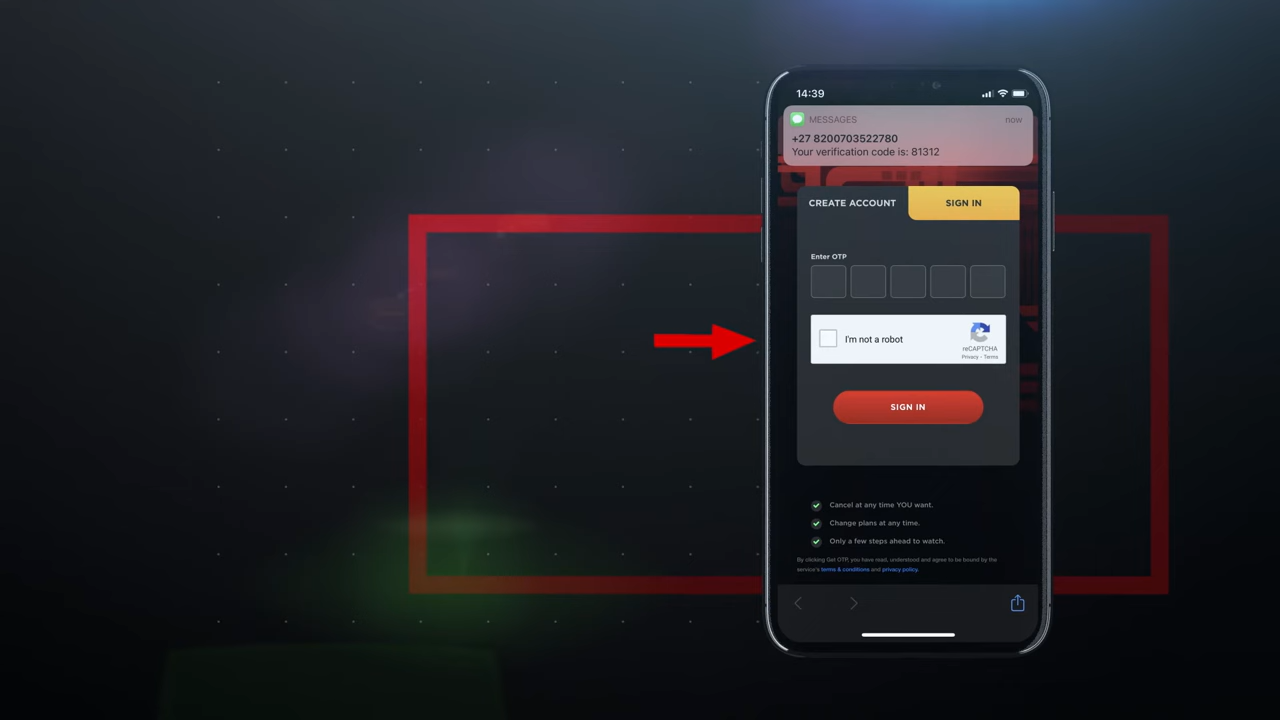 14:39
MESSAGES
now
+27 8200703522780
Your verification code is: 81312
CREATE ACCOUNT
SIGN IN
Enter OTP
I'm not a robot
reCAPTCHA
Privacy - Terms
SIGN IN
Cancel at any time YOU want.
Change plans at any time.
Only a few steps ahead to watch.
By clicking Get OTP, you have read, understood and agree to be bound by the
service's terms & conditions and privacy policy.